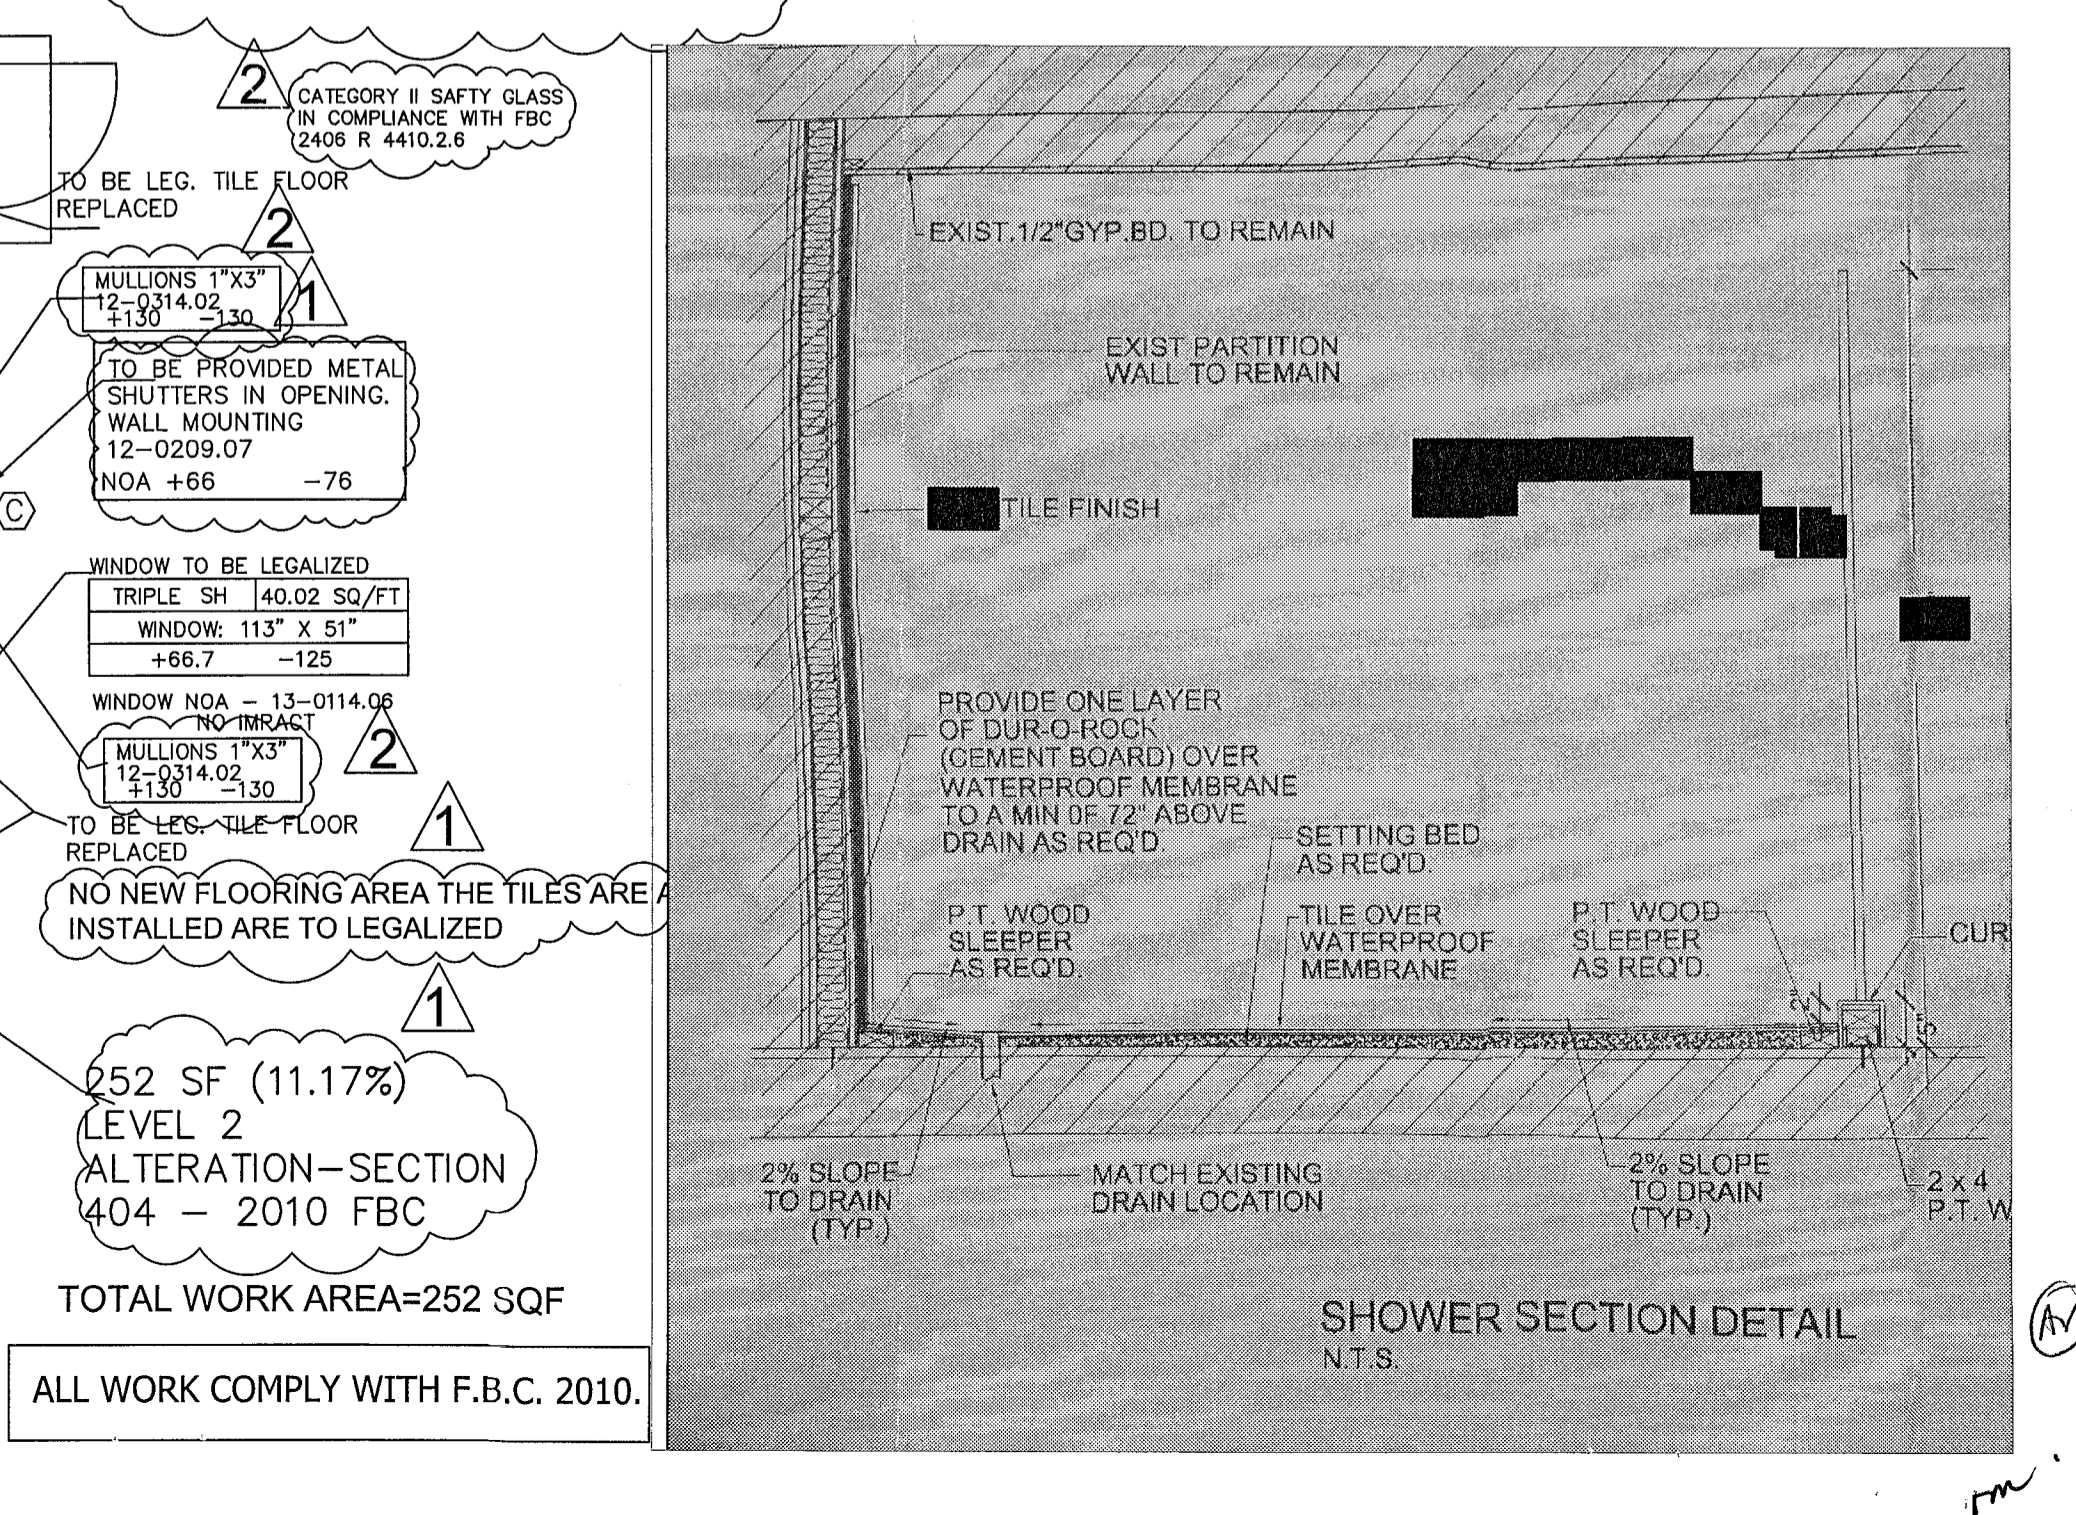 2
CATEGORY II SAFTY GLASS
IN COMPLIANCE WITH FBC
2406 R 4410.2.6
TO BE LEG. TILE FLOOR
REPLACED
2
MULLIONS 1"X3"
12-0314.02
+130 -130
1
TO BE PROVIDED METAL
SHUTTERS IN OPENING.
WALL MOUNTING
12-0209.07
NOA +66 -76
C
WINDOW TO BE LEGALIZED
TRIPLE SH 40.02 SQ/FT
WINDOW: 113" X 51"
+66.7 -125
WINDOW NOA - 13-0114.06
NO IMRACT
MULLIONS 1"X3"
12-0314.02
+130 -130
2
TO BE LEG. TILE FLOOR
REPLACED
1
NO NEW FLOORING AREA THE TILES ARE A
INSTALLED ARE TO LEGALIZED
1
252 SF (11.17%)
LEVEL 2
ALTERATION-SECTION
404 - 2010 FBC
TOTAL WORK AREA=252 SQF
ALL WORK COMPLY WITH F.B.C. 2010.
EXIST.1/2"GYP.BD. TO REMAIN
EXIST PARTITION
WALL TO REMAIN
TILE FINISH
PROVIDE ONE LAYER
OF DUR-O-ROCK
(CEMENT BOARD) OVER
WATERPROOF MEMBRANE
TO A MIN 0F 72" ABOVE
DRAIN AS REQ'D.
SETTING BED
AS REQ'D.
P.T. WOOD
SLEEPER
AS REQ'D.
TILE OVER
WATERPROOF
MEMBRANE
P.T. WOOD
SLEEPER
AS REQ'D
CUR
2% SLOPE
TO DRAIN
(TYP.)
MATCH EXISTING
DRAIN LOCATION
2% SLOPE
TO DRAIN
(TYP.)
2 x 4
P.T. W
SHOWER SECTION DETAIL
N.T.S.